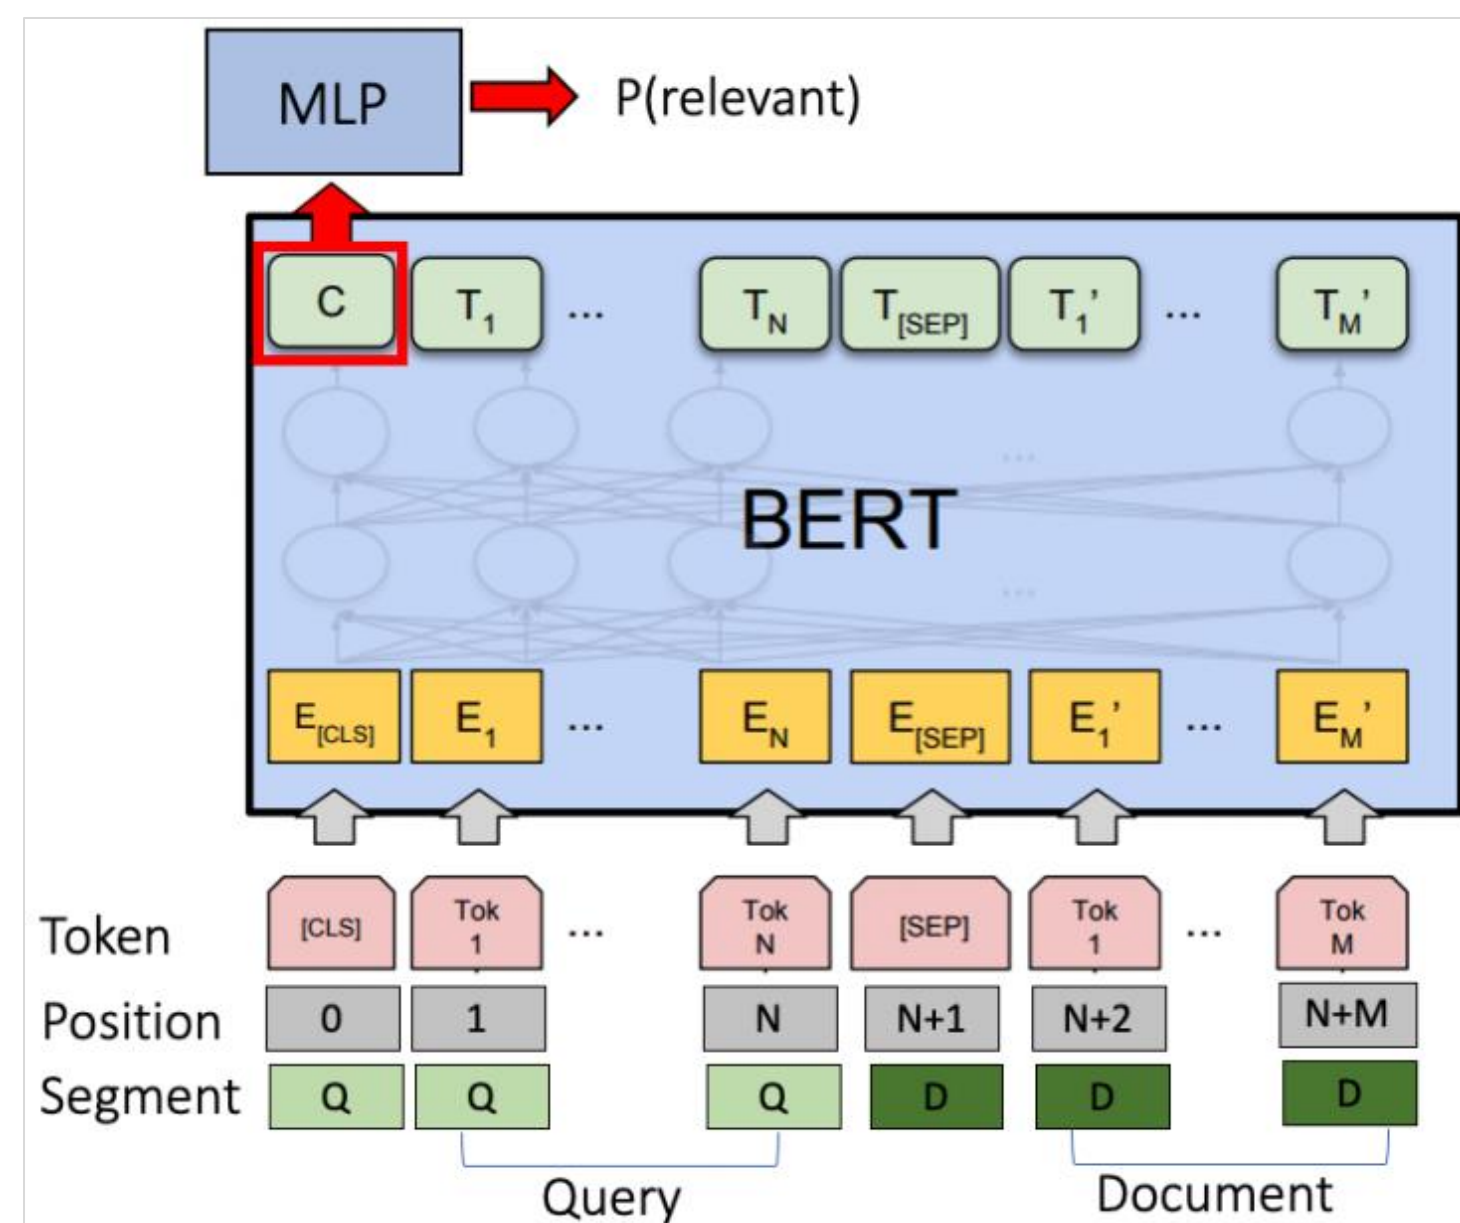 MLP P(relevant)
C T1 ... TN T[SEP] T1' ... TM'
...
BERT
...
E[CLS] E1 ... EN E[SEP] E1' ... EM'
Token [CLS] Tok 1 ... Tok N [SEP] Tok 1 ... Tok M
Position 0 1 N N+1 N+2 N+M
Segment Q Q Q D D D
Query Document